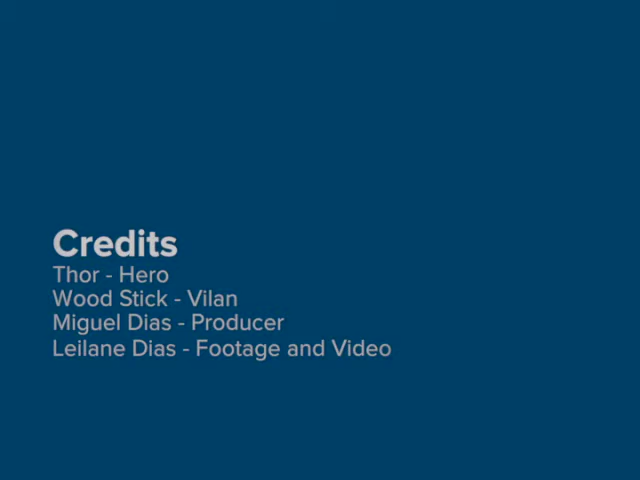 Credits
Thor - Hero
Wood Stick - Vilan
Miguel Dias - Producer
Leilane Dias - Footage and Video